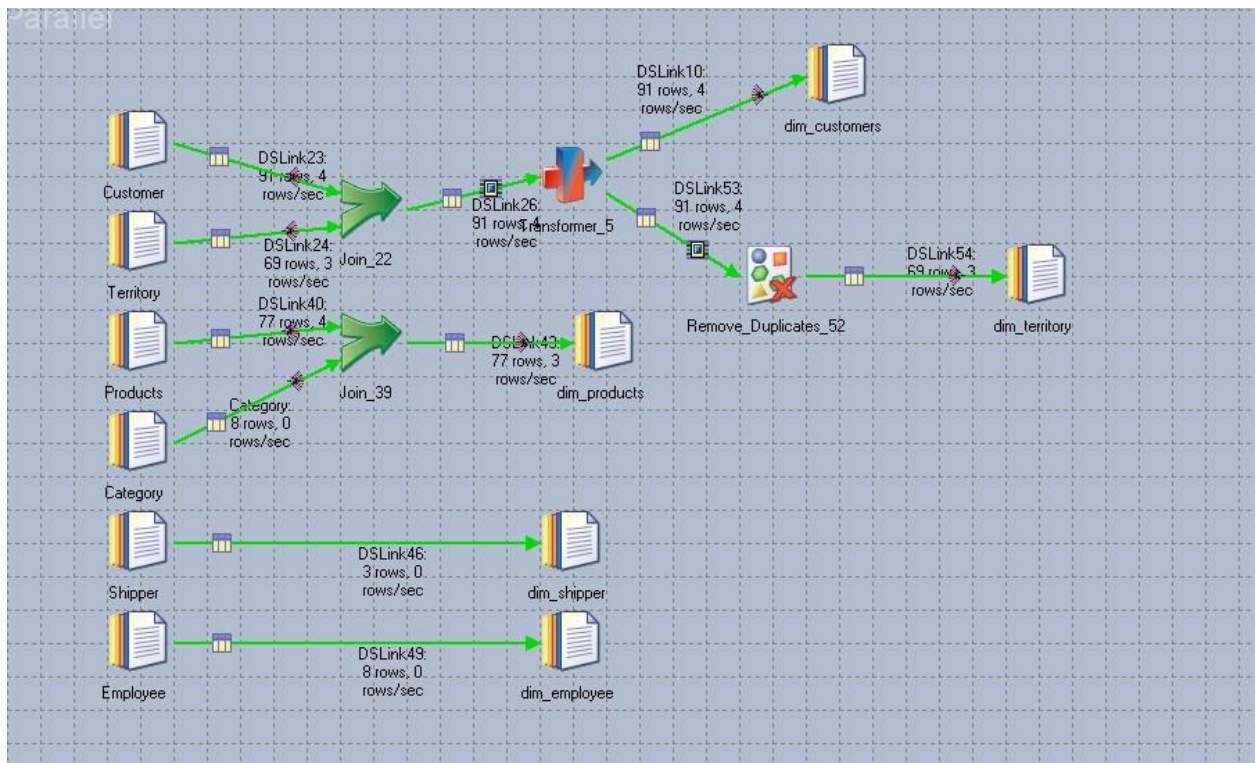 Parallel
DSLink10:
91 rows, 4
rows/sec
dim_customers
Customer
DSLink23:
91 rows, 4
rows/sec
DSLink26:
91 rows, 4
rows/sec
Transformer_5
DSLink53:
91 rows, 4
rows/sec
Territory
DSLink24:
69 rows, 3
rows/sec
Join_22
DSLink54:
69 rows, 3
rows/sec
Remove_Duplicates_52
dim_territory
Products
DSLink40:
77 rows, 4
rows/sec
Join_39
DSLink43:
77 rows, 3
rows/sec
dim_products
Category:
8 rows, 0
rows/sec
Category
Shipper
DSLink46:
3 rows, 0
rows/sec
dim_shipper
Employee
DSLink49:
8 rows, 0
rows/sec
dim_employee